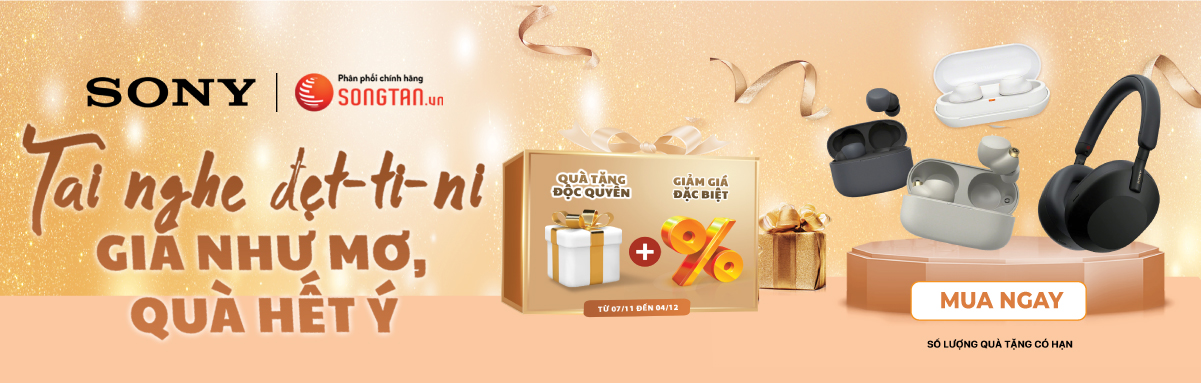 SONY
Phân phối chính hãng
SONGTAN.vn
Tai nghe đẹt-ti-ni
GIÁ NHƯ MƠ,
QUÀ HẾT Ý
QUÀ TẶNG
ĐỘC QUYỀN
GIẢM GIÁ
ĐẶC BIỆT
+
%
TỪ 07/11 ĐẾN 04/12
MUA NGAY
SỐ LƯỢNG QUÀ TẶNG CÓ HẠN